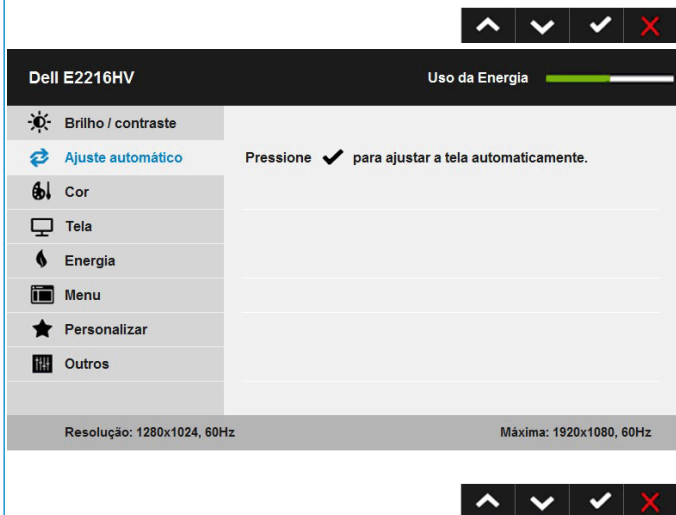 Dell E2216HV Uso da Energia
Brilho / contraste
Ajuste automático Pressione para ajustar a tela automaticamente.
Cor
Tela
Energia
Menu
Personalizar
Outros
Resolução: 1280x1024, 60Hz Máxima: 1920x1080, 60Hz